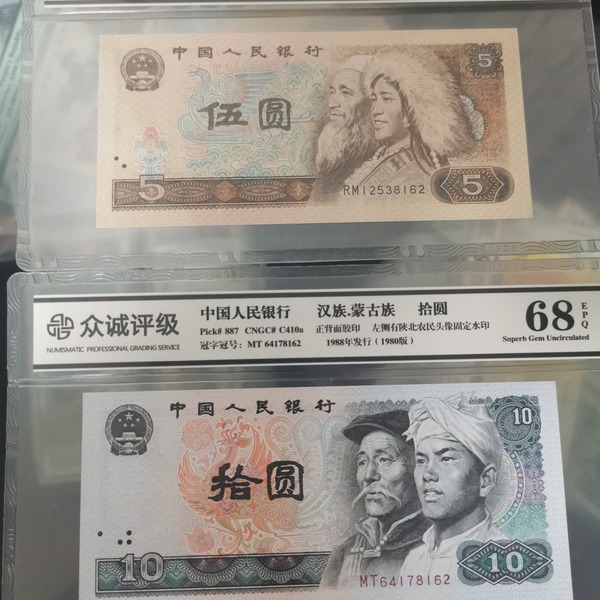 中国人民银行
5
伍圆
RM12538162
5
5
众诚评级
NUMISMATIC PROFESSIONAL GRADING SERVICE
中国人民银行 汉族.蒙古族 拾圆
Pick# 887 CNGC# C410a 正背面胶印 左侧有陕北农民头像固定水印
冠字冠号: MT 64178162 1988年发行（1980版）
68 EPQ
Superb Gem Uncirculated
中国人民银行
10
拾圆
MT64178162
10
10